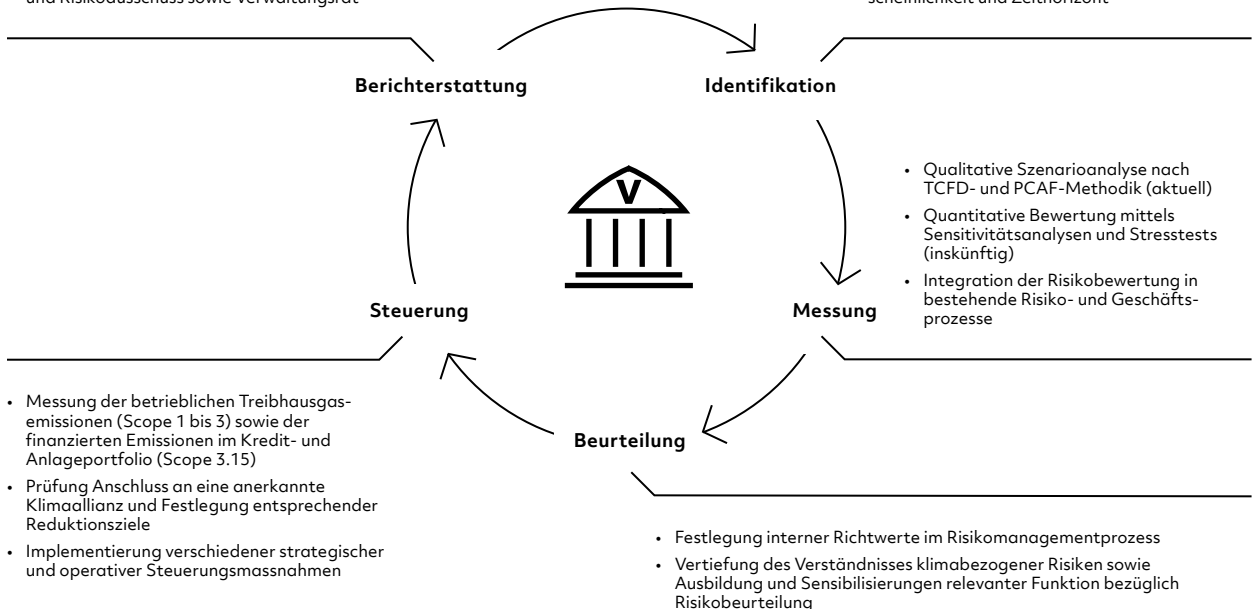 und Risikoausschuss sowie Verwaltungsrat
scheinlichkeit und Zeithorizont
Berichterstattung
Identifikation
• Qualitative Szenarioanalyse nach
TCFD- und PCAF-Methodik (aktuell)
• Quantitative Bewertung mittels
Sensitivitätsanalysen und Stresstests
(inskünftig)
• Integration der Risikobewertung in
bestehende Risiko- und Geschäfts-
prozesse
V
Steuerung
Messung
• Messung der betrieblichen Treibhausgas-
emissionen (Scope 1 bis 3) sowie der
finanzierten Emissionen im Kredit- und
Anlageportfolio (Scope 3.15)
• Prüfung Anschluss an eine anerkannte
Klimaallianz und Festlegung entsprechender
Reduktionsziele
• Implementierung verschiedener strategischer
und operativer Steuerungsmassnahmen
Beurteilung
• Festlegung interner Richtwerte im Risikomanagementprozess
• Vertiefung des Verständnisses klimabezogener Risiken sowie
Ausbildung und Sensibilisierungen relevanter Funktion bezüglich
Risikobeurteilung